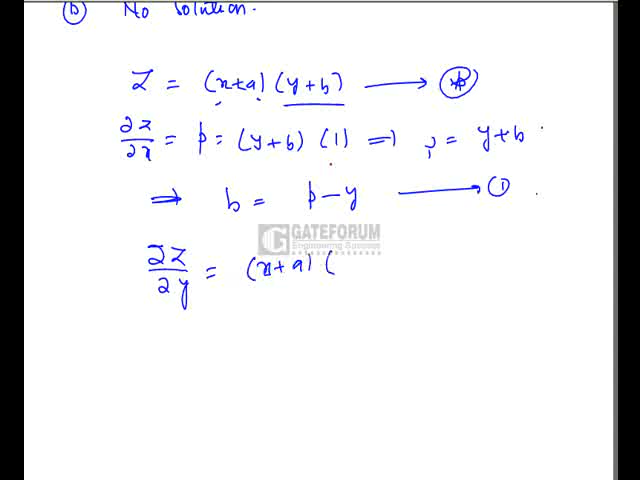 (b) No solution.
Z = (x+a) (y+b) ⟶ (*)
∂z/∂x = p = (y+b) (1) ⇒ p = y+b
⇒ b = p−y ⟶ (1)
GATEFORUM
Engineering Success
∂z/∂y = (x+a) (